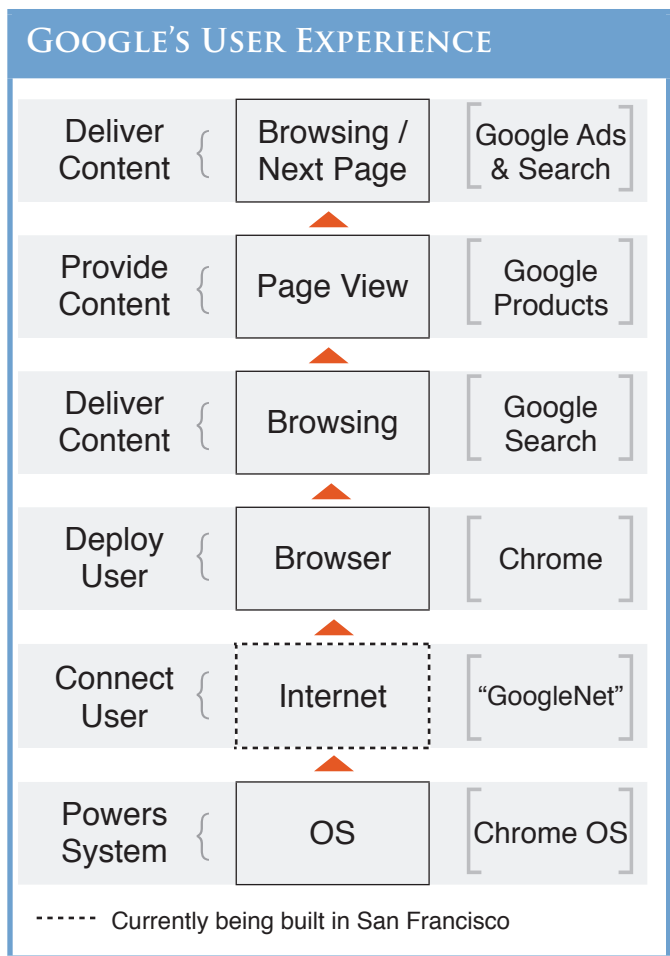 GOOGLE'S USER EXPERIENCE
Deliver
Content
Browsing /
Next Page
Google Ads
& Search
Provide
Content
Page View
Google
Products
Deliver
Content
Browsing
Google
Search
Deploy
User
Browser
Chrome
Connect
User
Internet
“GoogleNet”
Powers
System
OS
Chrome OS
Currently being built in San Francisco